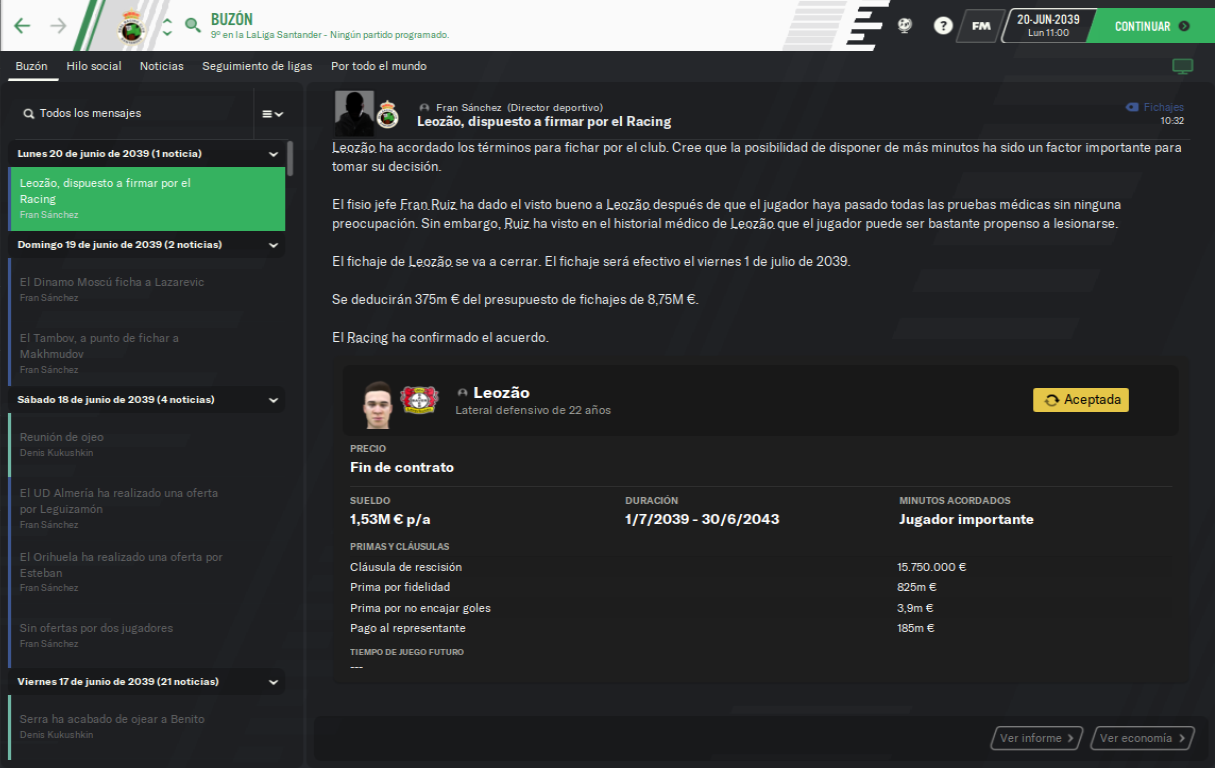 BUZÓN
9º en la LaLiga Santander - Ningún partido programado.
?
FM
20-JUN-2039
Lun 11:00
CONTINUAR
Buzón
Hilo social
Noticias
Seguimiento de ligas
Por todo el mundo
Todos los mensajes
Lunes 20 de junio de 2039 (1 noticia)
Leozão, dispuesto a firmar por el
Racing
Fran Sánchez
Domingo 19 de junio de 2039 (2 noticias)
El Dinamo Moscú ficha a Lazarevic
Fran Sánchez
El Tambov, a punto de fichar a
Makhmudov
Fran Sánchez
Sábado 18 de junio de 2039 (4 noticias)
Reunión de ojeo
Denis Kukushkin
El UD Almería ha realizado una oferta
por Leguizamón
Fran Sánchez
El Orihuela ha realizado una oferta por
Esteban
Fran Sánchez
Sin ofertas por dos jugadores
Fran Sánchez
Viernes 17 de junio de 2039 (21 noticias)
Serra ha acabado de ojear a Benito
Denis Kukushkin
Fran Sánchez (Director deportivo)
Leozão, dispuesto a firmar por el Racing
Fichajes
10:32
Leozão ha acordado los términos para fichar por el club. Cree que la posibilidad de disponer de más minutos ha sido un factor importante para
tomar su decisión.
El fisio jefe Fran Ruiz ha dado el visto bueno a Leozão después de que el jugador haya pasado todas las pruebas médicas sin ninguna
preocupación. Sin embargo, Ruiz ha visto en el historial médico de Leozão que el jugador puede ser bastante propenso a lesionarse.
El fichaje de Leozão se va a cerrar. El fichaje será efectivo el viernes 1 de julio de 2039.
Se deducirán 375m € del presupuesto de fichajes de 8,75M €.
El Racing ha confirmado el acuerdo.
Leozão
Lateral defensivo de 22 años
Aceptada
PRECIO
Fin de contrato
SUELDO
DURACIÓN
MINUTOS ACORDADOS
1,53M € p/a
1/7/2039 - 30/6/2043
Jugador importante
PRIMAS Y CLÁUSULAS
Cláusula de rescisión
15.750.000 €
Prima por fidelidad
825m €
Prima por no encajar goles
3,9m €
Pago al representante
185m €
TIEMPO DE JUEGO FUTURO
---
Ver informe
Ver economía